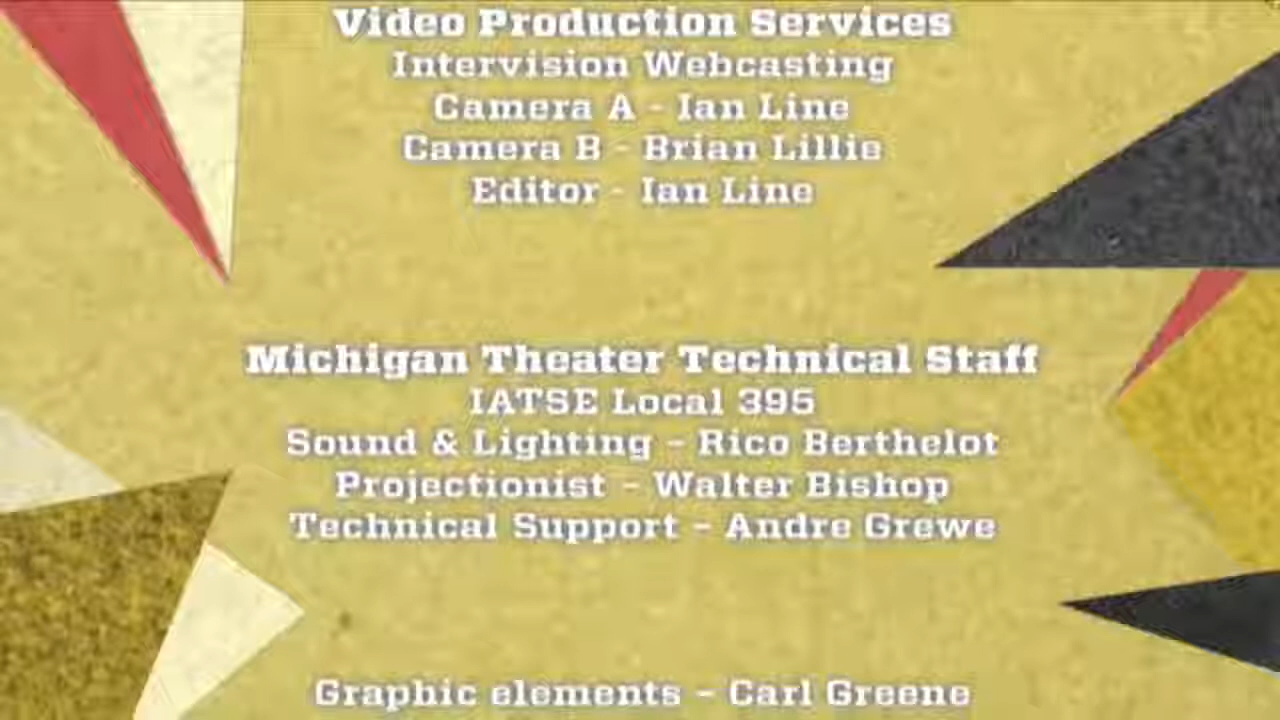 Video Production Services
Intervision Webcasting
Camera A - Ian Line
Camera B - Brian Lillie
Editor - Ian Line
Michigan Theater Technical Staff
IATSE Local 395
Sound & Lighting – Rico Berthelot
Projectionist – Walter Bishop
Technical Support – Andre Grewe
Graphic elements – Carl Greene